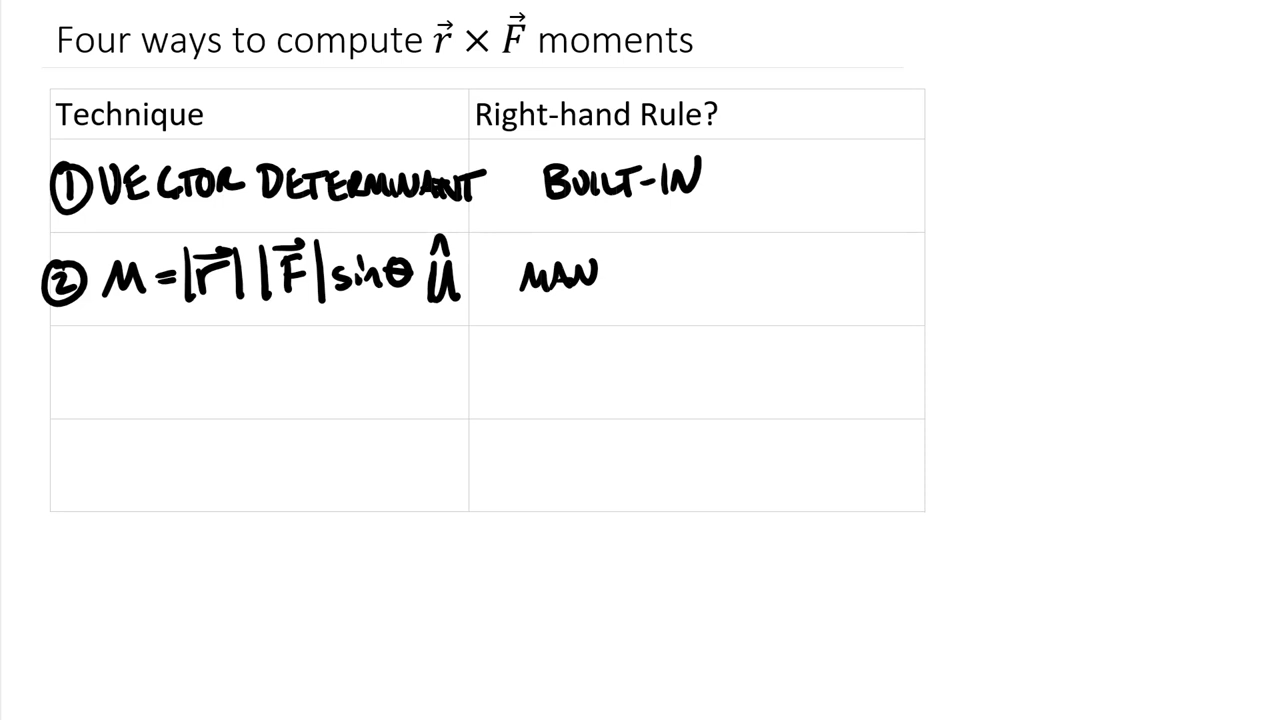 Four ways to compute r⃗ × F⃗ moments
Technique Right-hand Rule?
① VECTOR DETERMINANT BUILT-IN
② M = |r⃗| |F⃗| sinθ û MAN